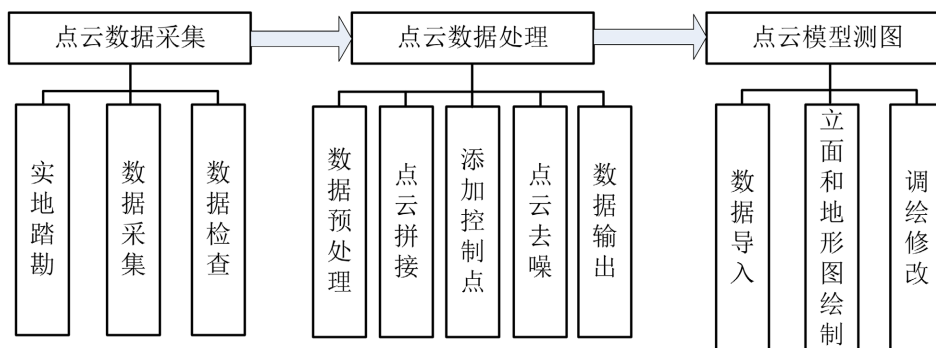 点云数据采集
点云数据处理
点云模型测图
实地踏勘
数据采集
数据检查
数据预处理
点云拼接
添加控制点
点云去噪
数据输出
数据导入
立面和地形图绘制
调绘修改